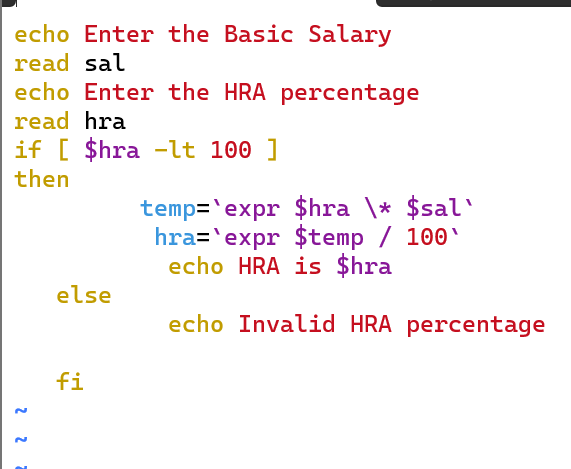 echo Enter the Basic Salary
read sal
echo Enter the HRA percentage
read hra
if [ $hra -lt 100 ]
then
temp=`expr $hra \* $sal`
hra=`expr $temp / 100`
echo HRA is $hra
else
echo Invalid HRA percentage
fi
~
~
~